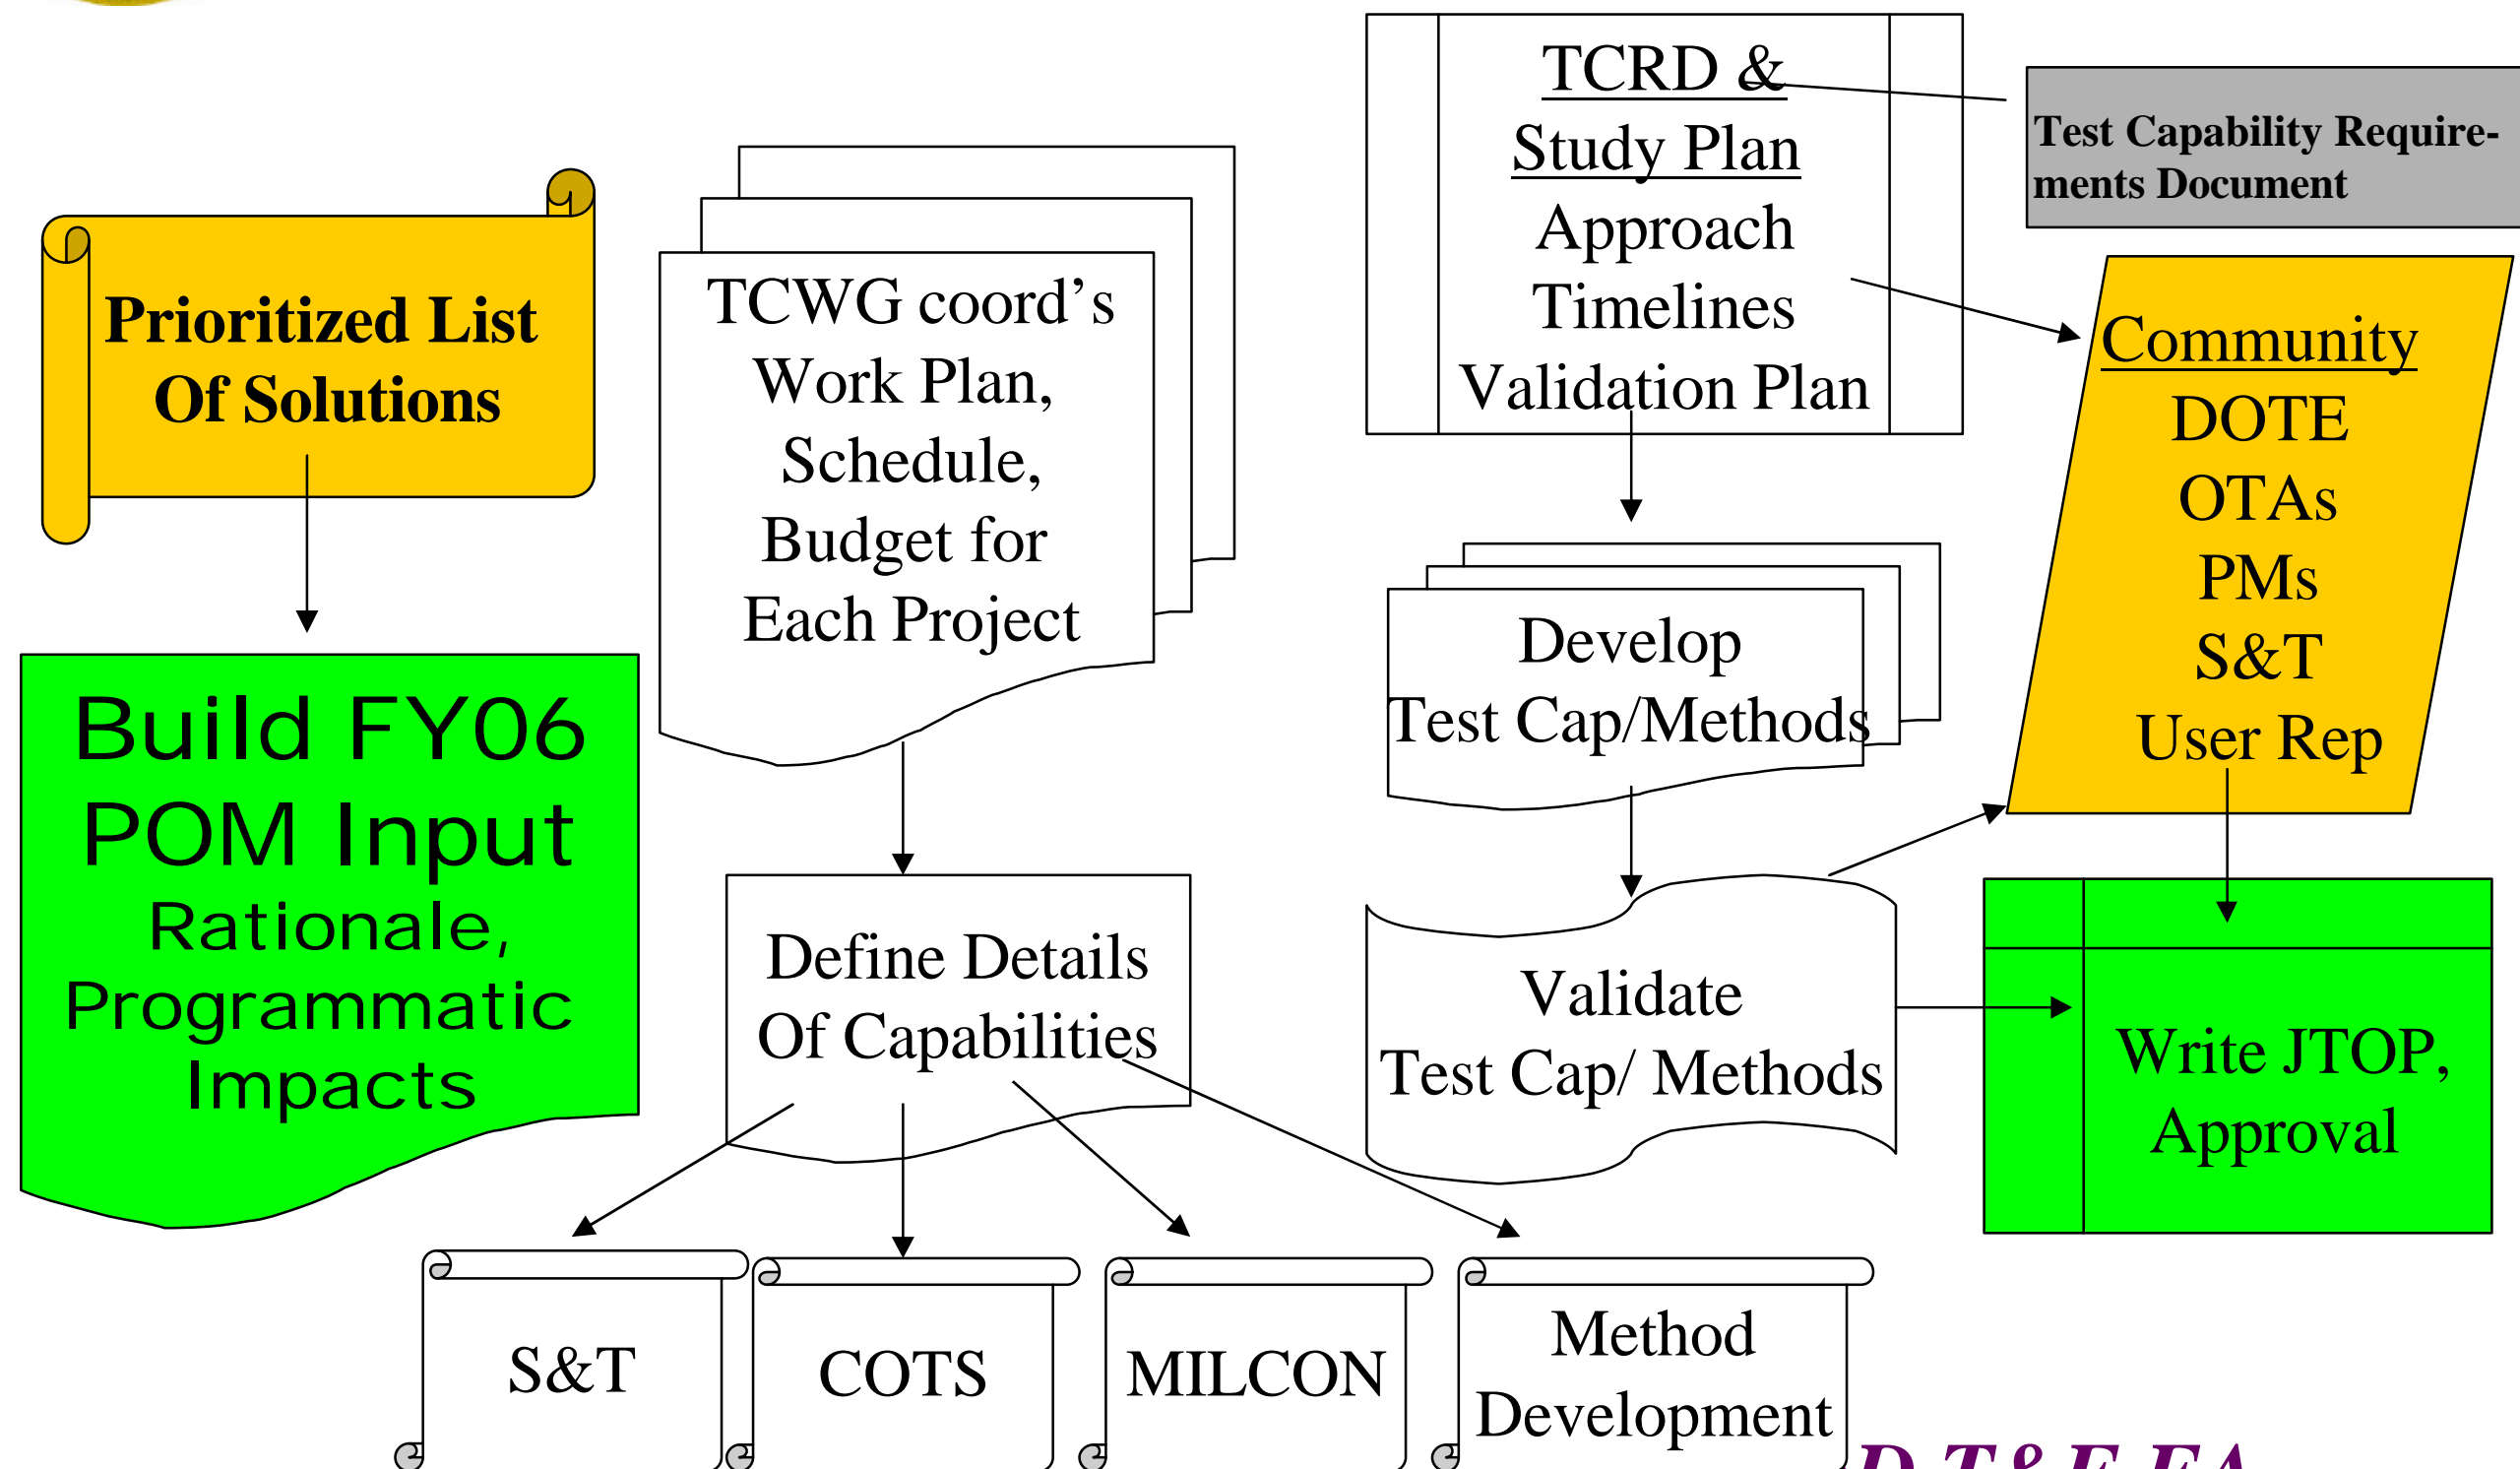 Prioritized List
Of Solutions
Build FY06
POM Input
Rationale,
Programmatic
Impacts
TCWG coord's
Work Plan,
Schedule,
Budget for
Each Project
Define Details
Of Capabilities
S&T
COTS
MILCON
Method
Development
TCRD &
Study Plan
Approach
Timelines
Validation Plan
Test Capability Require-
ments Document
Develop
Test Cap/Methods
Validate
Test Cap/ Methods
Community
DOTE
OTAs
PMs
S&T
User Rep
Write JTOP,
Approval